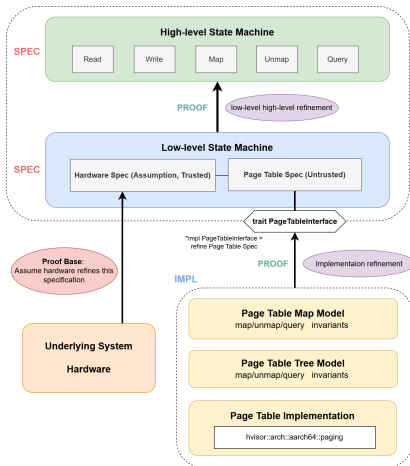 High-level State Machine
SPEC
Read
Write
Map
Unmap
Query
PROOF
low-level high-level refinement
Low-level State Machine
SPEC
Hardware Spec (Assumption, Trusted)
Page Table Spec (Untrusted)
trait PageTableInterface
*impl PageTableInterface =
refine Page Table Spec
Proof Base:
Assume hardware refines this
specification
PROOF
Implementaion refinement
IMPL
Page Table Map Model
map/unmap/query invariants
Underlying System
Hardware
Page Table Tree Model
map/unmap/query invariants
Page Table Implementation
hvisor::arch::aarch64::paging